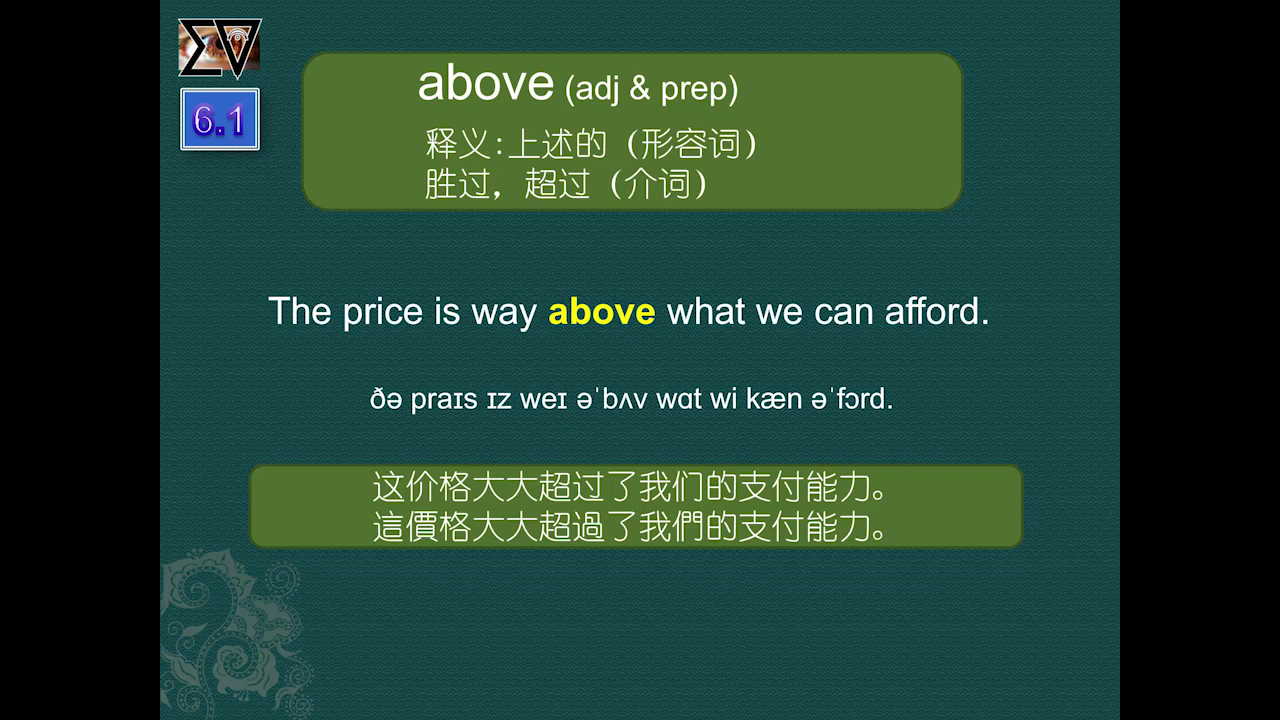 6.1
above (adj & prep)
释义:上述的（形容词）
胜过，超过（介词）
The price is way above what we can afford.
ðə praɪs ɪz weɪ əˈbʌv wɑt wi kæn əˈfɔrd.
这价格大大超过了我们的支付能力。
這價格大大超過了我們的支付能力。